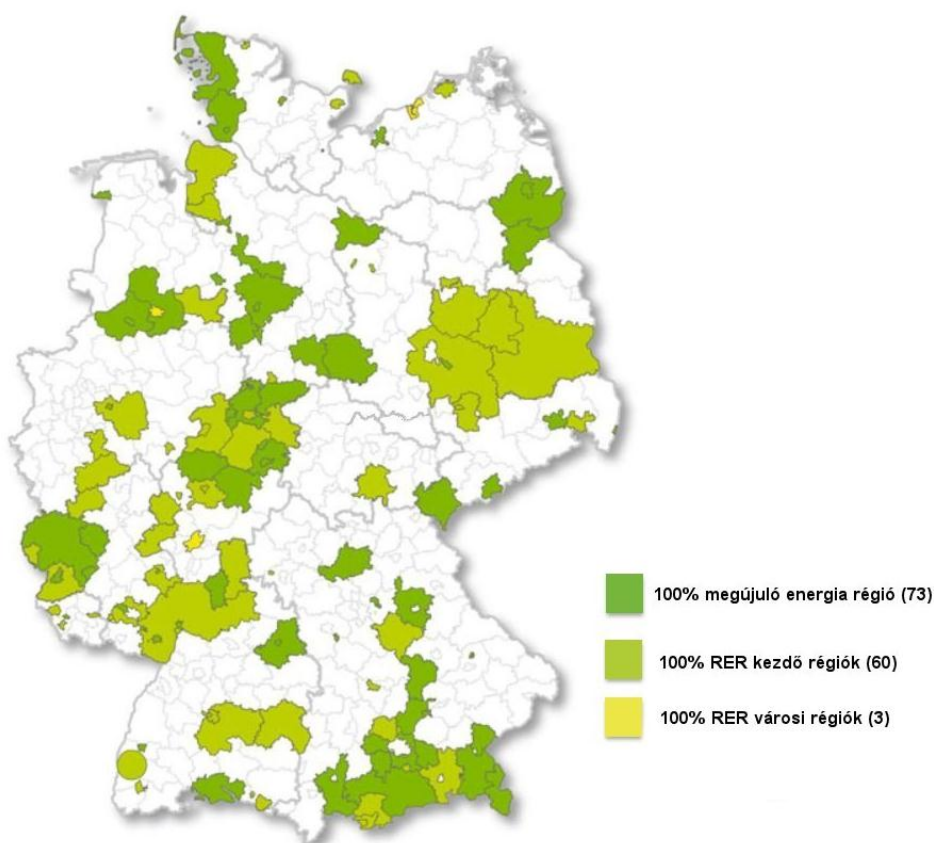 100% megújuló energia régió (73)
100% RER kezdő régiók (60)
100% RER városi régiók (3)